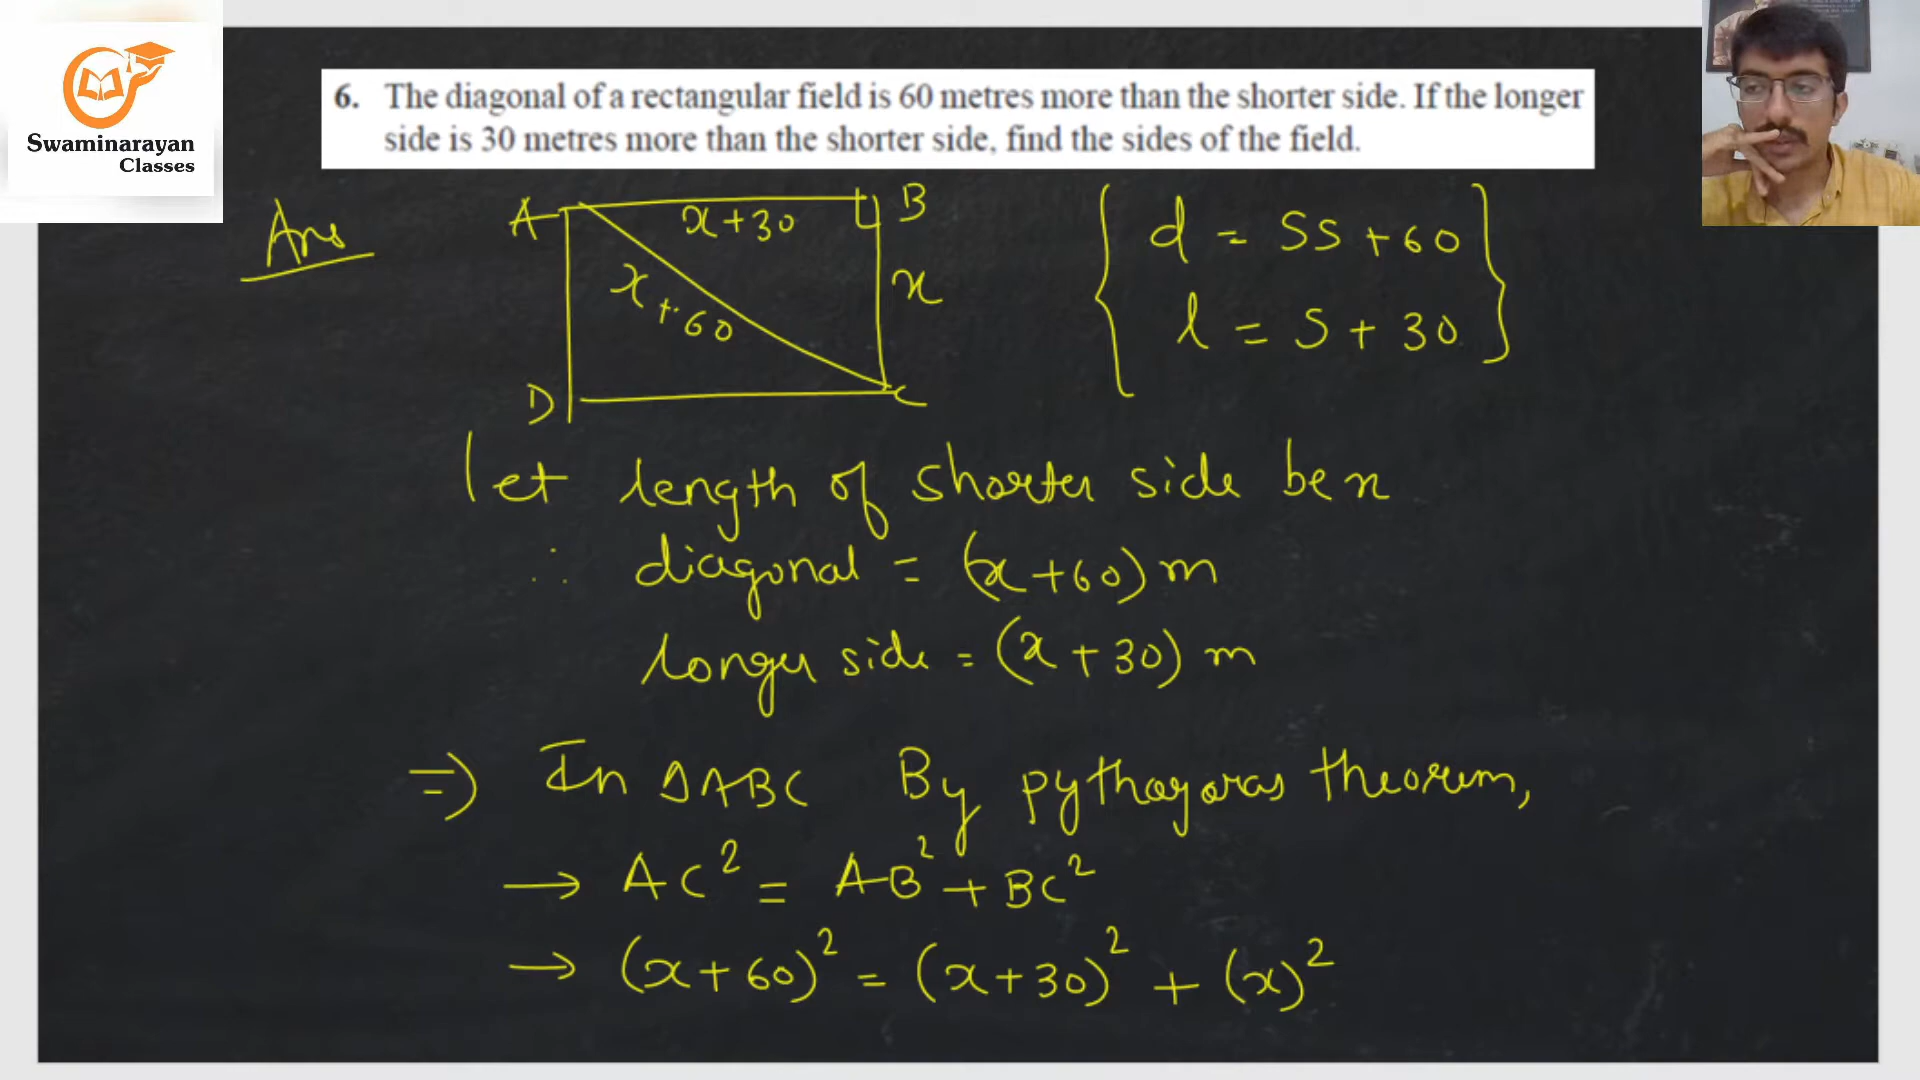 Swaminarayan
Classes
6. The diagonal of a rectangular field is 60 metres more than the shorter side. If the longer
side is 30 metres more than the shorter side, find the sides of the field.
Ans
A
x+30
B
x
x+60
D
C
d = SS +60
l = S + 30
Let length of shorter side be x
∴ diagonal = (x+60) m
longer side = (x+30) m
=) In ΔABC By pythagoras theorem,
→ AC² = AB² + BC²
→ (x+60)² = (x+30)² + (x)²